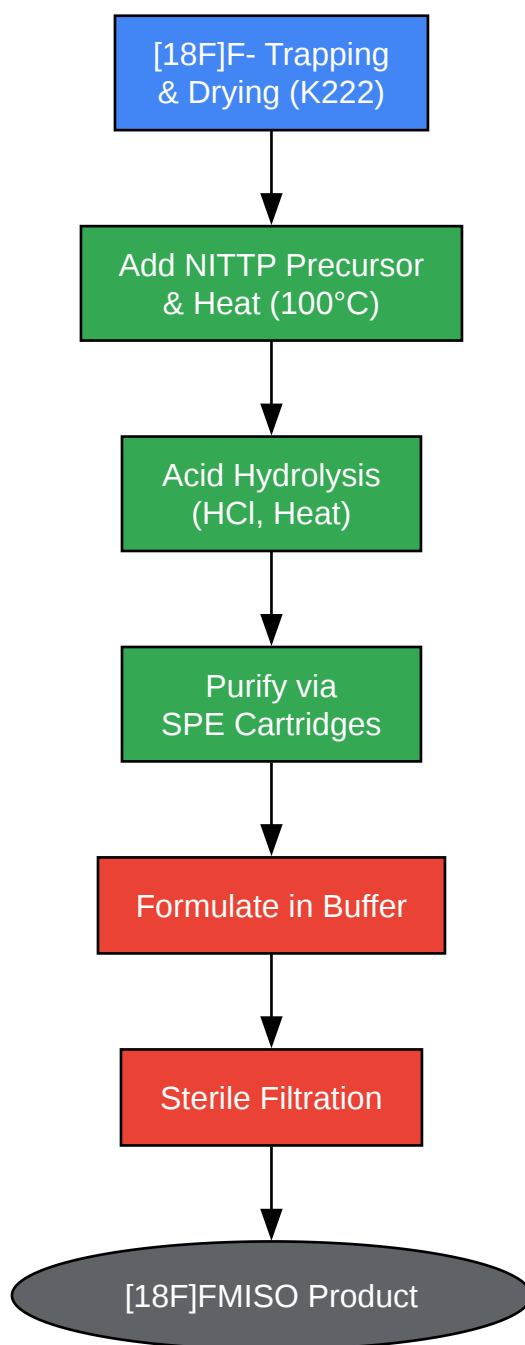 [18F]F- Trapping
& Drying (K222)
Add NITTP Precursor
& Heat (100°C)
Acid Hydrolysis
(HCl, Heat)
Purify via
SPE Cartridges
Formulate in Buffer
Sterile Filtration
[18F]FMISO Product